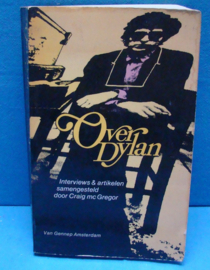 Over
Dylan
Interviews & artikelen
samengesteld
door Craig mc Gregor
Van Gennep Amsterdam